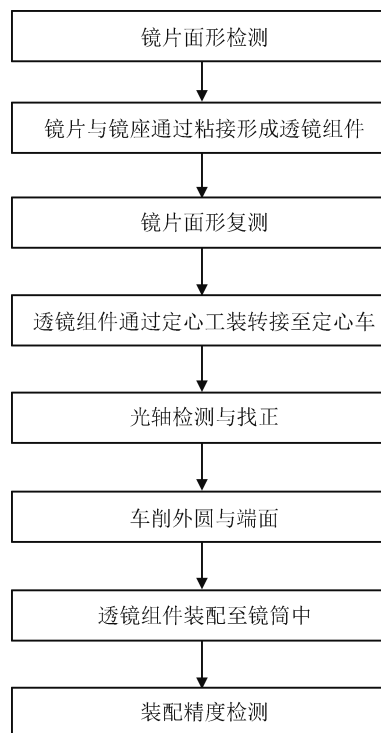 镜片面形检测
镜片与镜座通过粘接形成透镜组件
镜片面形复测
透镜组件通过定心工装转接至定心车
光轴检测与找正
车削外圆与端面
透镜组件装配至镜筒中
装配精度检测